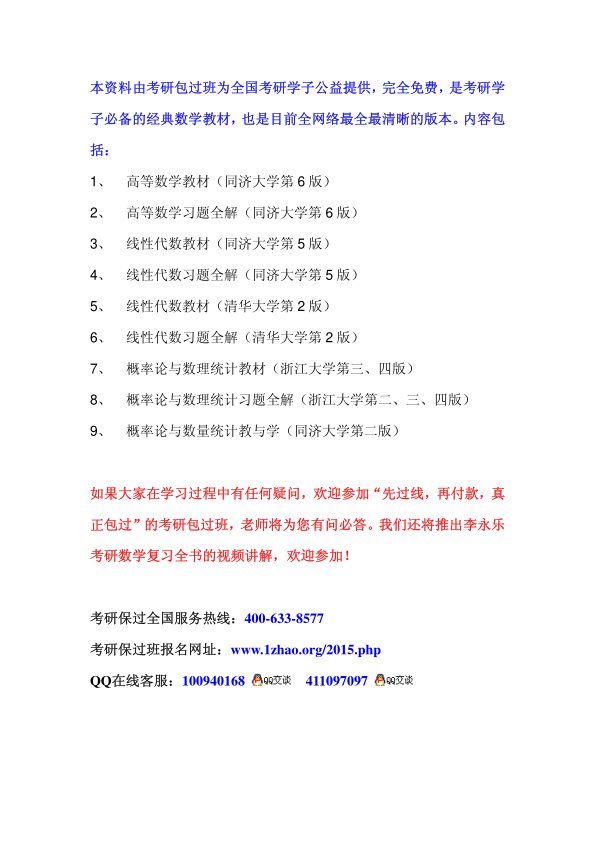 本资料由考研包过班为全国考研学子公益提供，完全免费，是考研学
子必备的经典数学教材，也是目前全网络最全最清晰的版本。内容包
括：
1、 高等数学教材（同济大学第 6 版）
2、 高等数学习题全解（同济大学第 6 版）
3、 线性代数教材（同济大学第 5 版）
4、 线性代数习题全解（同济大学第 5 版）
5、 线性代数教材（清华大学第 2 版）
6、 线性代数习题全解（清华大学第 2 版）
7、 概率论与数理统计教材（浙江大学第三、四版）
8、 概率论与数理统计习题全解（浙江大学第二、三、四版）
9、 概率论与数量统计教与学（同济大学第二版）
如果大家在学习过程中有任何疑问，欢迎参加“先过线，再付款，真
正包过”的考研包过班，老师将为您有问必答。我们还将推出李永乐
考研数学复习全书的视频讲解，欢迎参加！
考研保过全国服务热线：400-633-8577
考研保过班报名网址：www.1zhao.org/2015.php
QQ在线客服：100940168 QQ交谈 411097097 QQ交谈